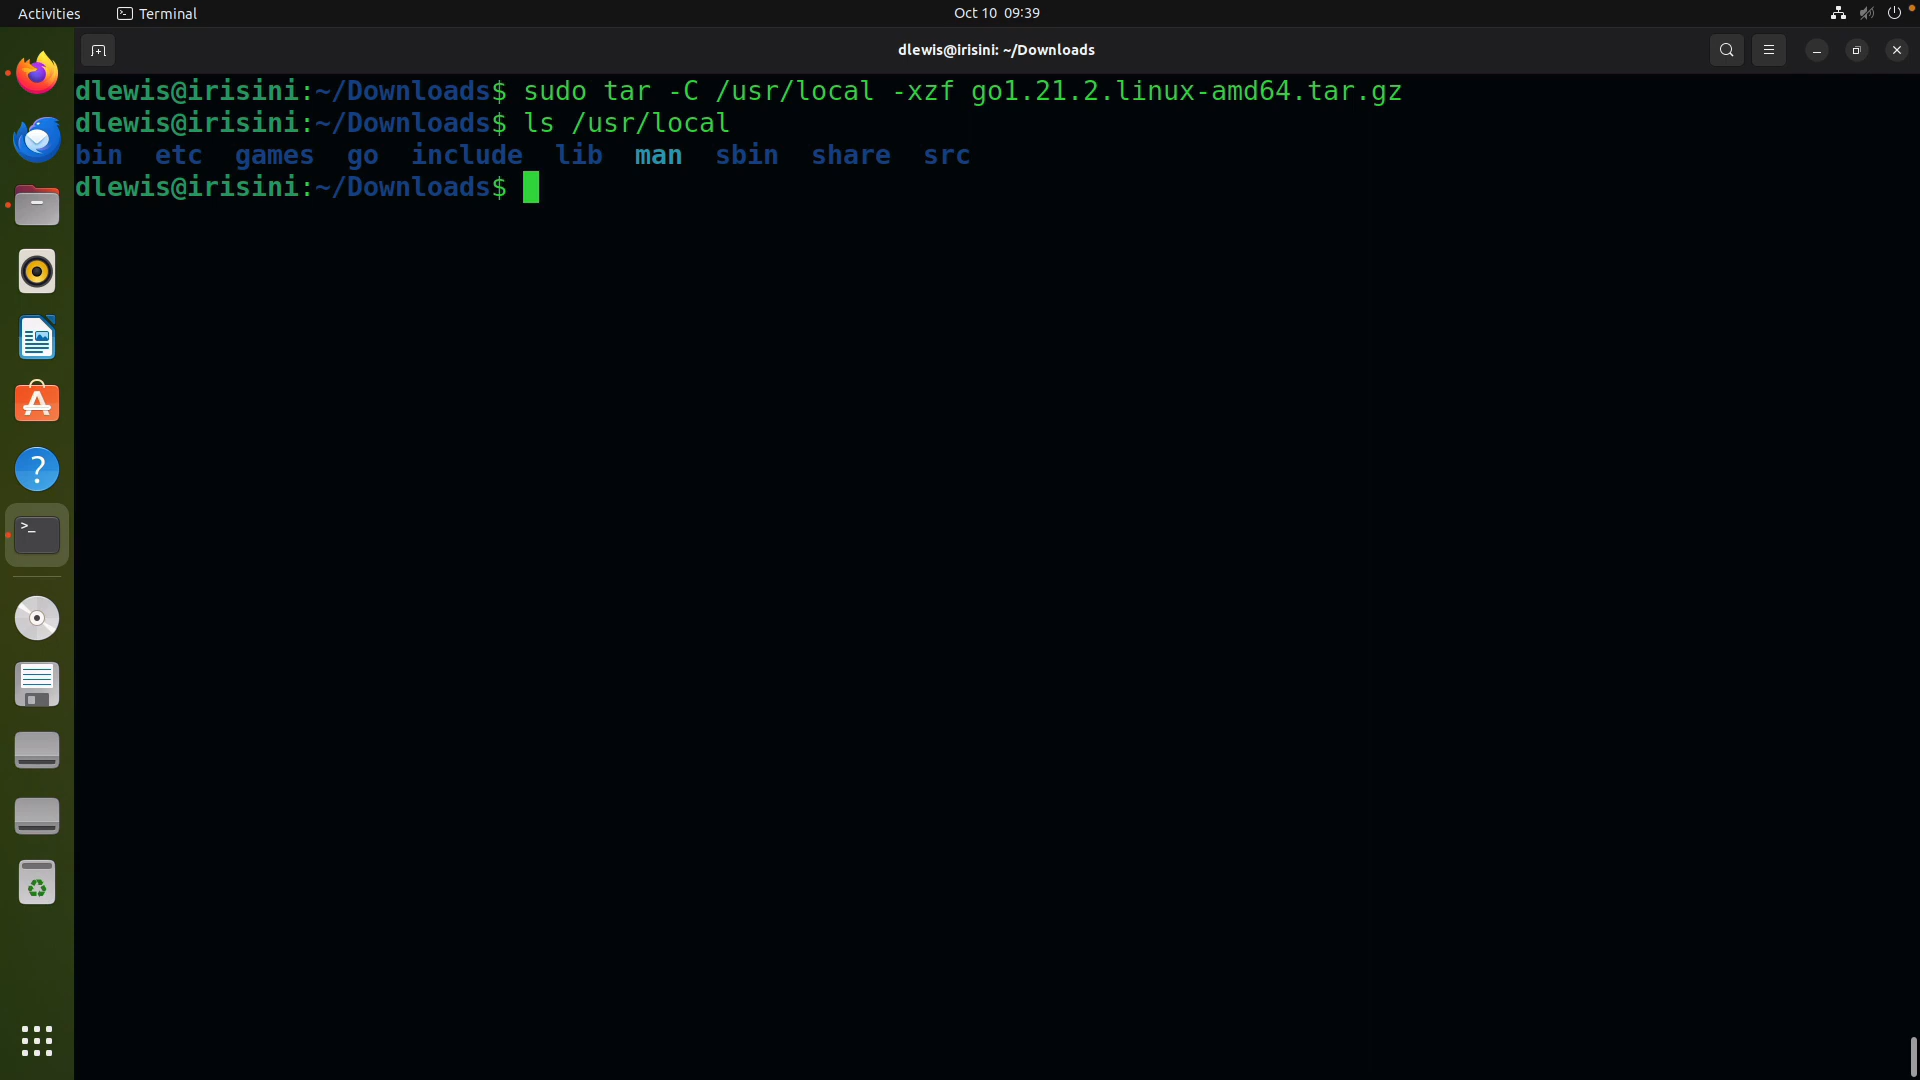 Activities Terminal Oct 10 09:39
dlewis@irisini: ~/Downloads
dlewis@irisini:~/Downloads$ sudo tar -C /usr/local -xzf go1.21.2.linux-amd64.tar.gz
dlewis@irisini:~/Downloads$ ls /usr/local
bin etc games go include lib man sbin share src
dlewis@irisini:~/Downloads$